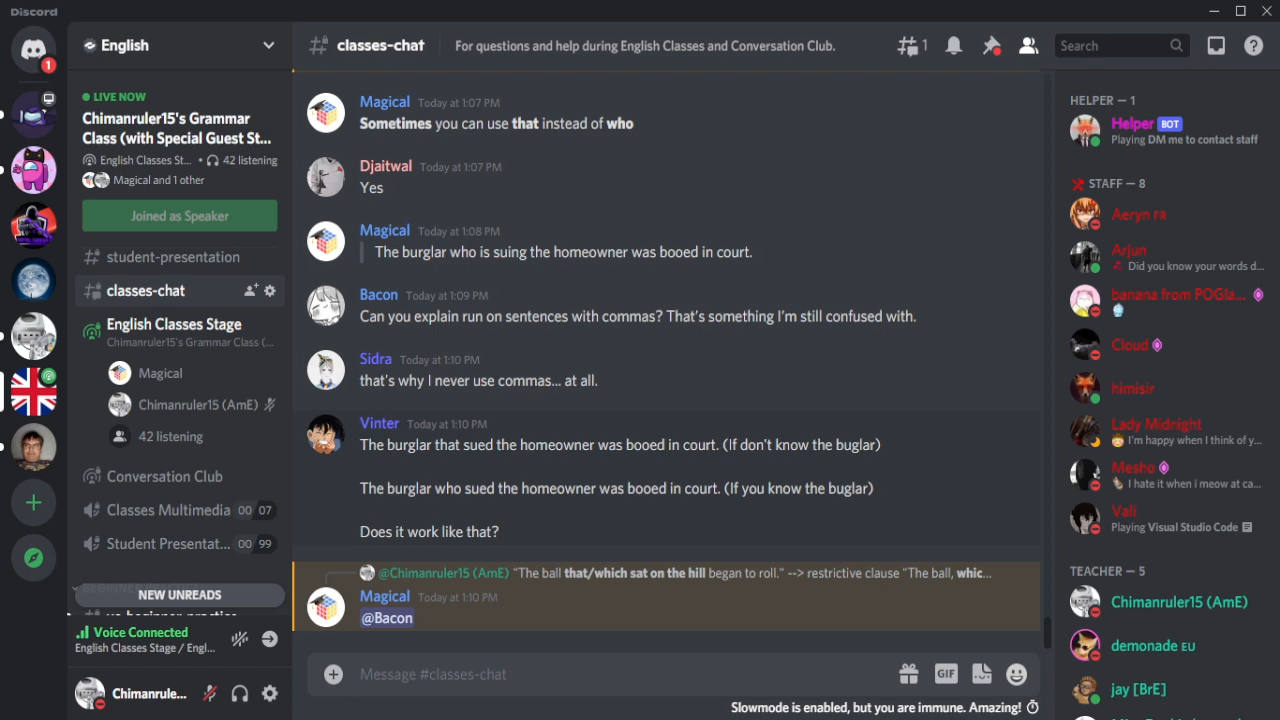 Discord
1
English
LIVE NOW
Chimanruler15's Grammar
Class (with Special Guest St...
English Classes St... • 42 listening
Magical and 1 other
Joined as Speaker
student-presentation
classes-chat
English Classes Stage
Chimanruler15's Grammar Class (...
Magical
Chimanruler15 (AmE)
42 listening
Conversation Club
Classes Multimedia 00 07
Student Presentat... 00 99
NEW UNREADS
Voice Connected
English Classes Stage / Engl...
Chimanrule...
classes-chat
For questions and help during English Classes and Conversation Club.
1
Search
Magical Today at 1:07 PM
Sometimes you can use that instead of who
Djaitwal Today at 1:07 PM
Yes
Magical Today at 1:08 PM
The burglar who is suing the homeowner was booed in court.
Bacon Today at 1:09 PM
Can you explain run on sentences with commas? That's something I'm still confused with.
Sidra Today at 1:10 PM
that's why I never use commas... at all.
Vinter Today at 1:10 PM
The burglar that sued the homeowner was booed in court. (If don't know the buglar)
The burglar who sued the homeowner was booed in court. (If you know the buglar)
Does it work like that?
@Chimanruler15 (AmE) "The ball that/which sat on the hill began to roll." --> restrictive clause "The ball, whic...
Magical Today at 1:10 PM
@Bacon
Message #classes-chat
GIF
Slowmode is enabled, but you are immune. Amazing!
HELPER — 1
Helper BOT
Playing DM me to contact staff
STAFF — 8
Aeryn FR
Arjun
Did you know your words d...
banana from POGla...
Cloud
himisir
Lady Midnight
I'm happy when I think of y...
Mesho
I hate it when i meow at ca...
Vali
Playing Visual Studio Code
TEACHER — 5
Chimanruler15 (AmE)
demonade EU
jay [BrE]